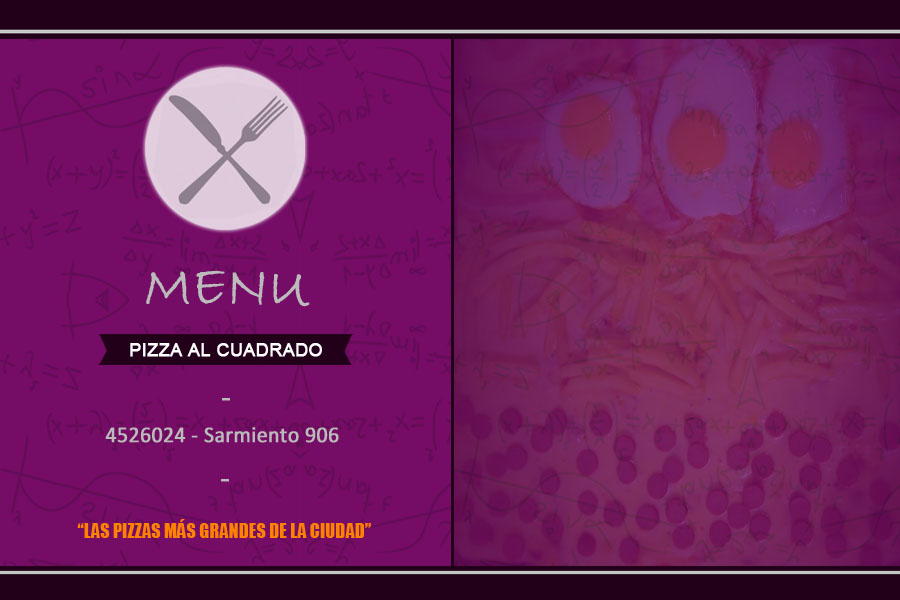 MENU
PIZZA AL CUADRADO
-
4526024 - Sarmiento 906
-
“LAS PIZZAS MÁS GRANDES DE LA CIUDAD”